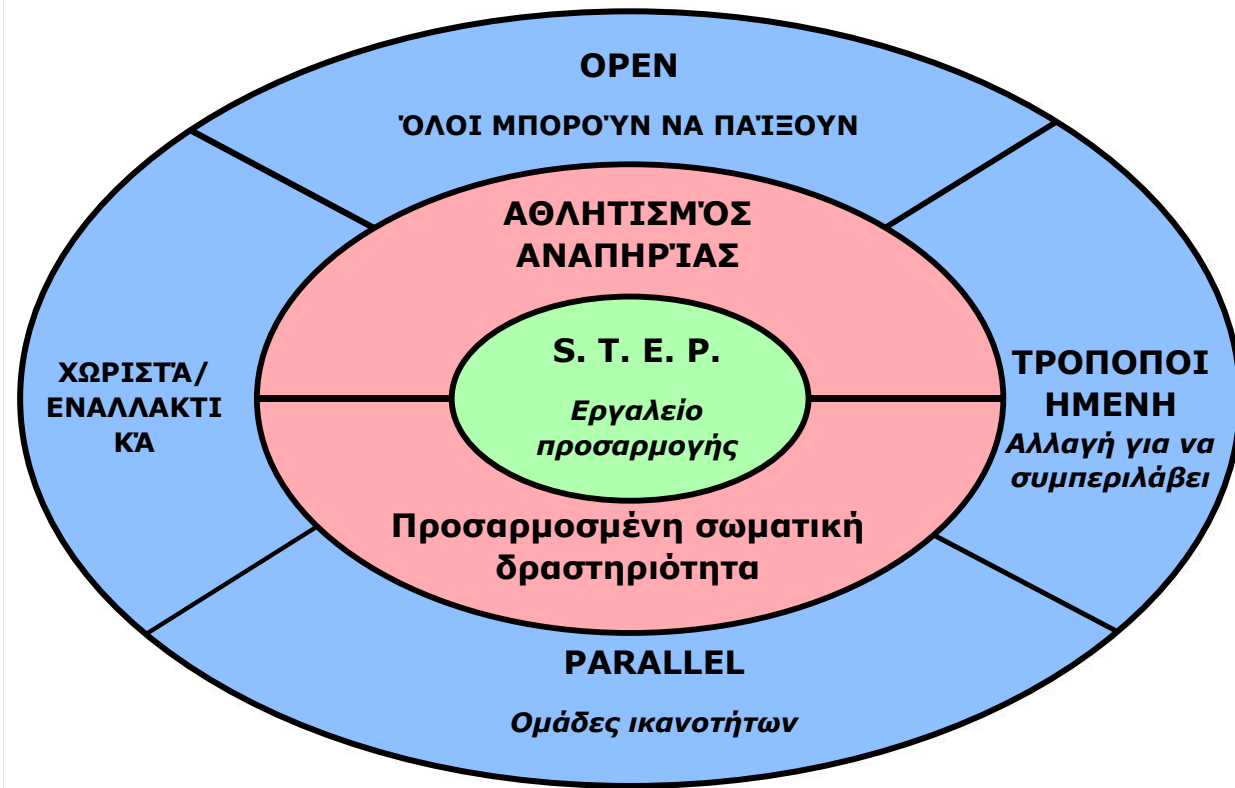 OPEN
ΌΛΟΙ ΜΠΟΡΟΎΝ ΝΑ ΠΑΊΞΟΥΝ
ΑΘΛΗΤΙΣΜΌΣ
ΑΝΑΠΗΡΊΑΣ
S. T. E. P.
Εργαλείο
προσαρμογής
ΧΩΡΙΣΤΆ/
ΕΝΑΛΛΑΚΤΙ
ΚΆ
ΤΡΟΠΟΠΟΙ
ΗΜΕΝΗ
Αλλαγή για να
συμπεριλάβει
Προσαρμοσμένη σωματική
δραστηριότητα
PARALLEL
Ομάδες ικανοτήτων